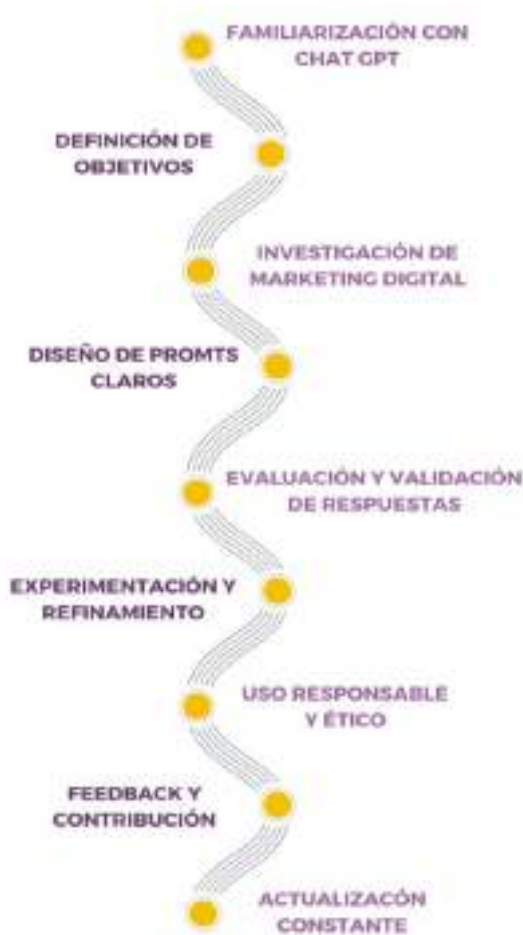 FAMILIARIZACIÓN CON
CHAT GPT
DEFINICIÓN DE
OBJETIVOS
INVESTIGACIÓN DE
MARKETING DIGITAL
DISEÑO DE PROMTS
CLAROS
EVALUACIÓN Y VALIDACIÓN
DE RESPUESTAS
EXPERIMENTACIÓN Y
REFINAMIENTO
USO RESPONSABLE
Y ÉTICO
FEEDBACK Y
CONTRIBUCIÓN
ACTUALIZACÓN
CONSTANTE